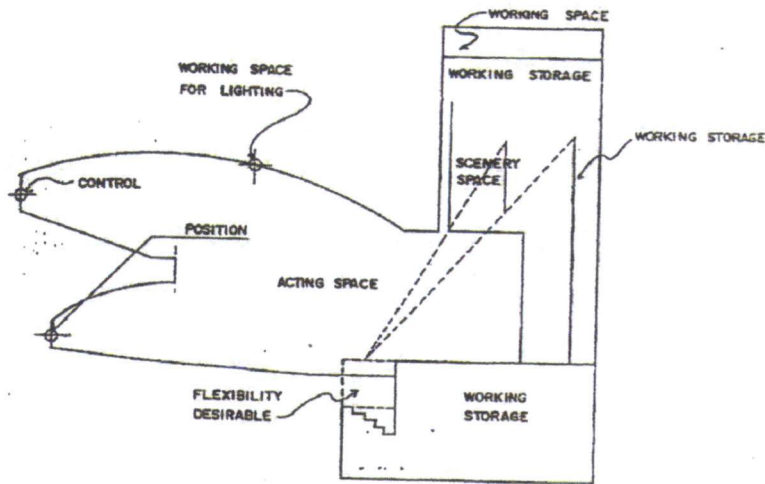 WORKING SPACE
WORKING SPACE
FOR LIGHTING
WORKING STORAGE
WORKING STORAGE
SCENERY
SPACE
CONTROL
POSITION
ACTING SPACE
FLEXIBILITY
DESIRABLE
WORKING
STORAGE